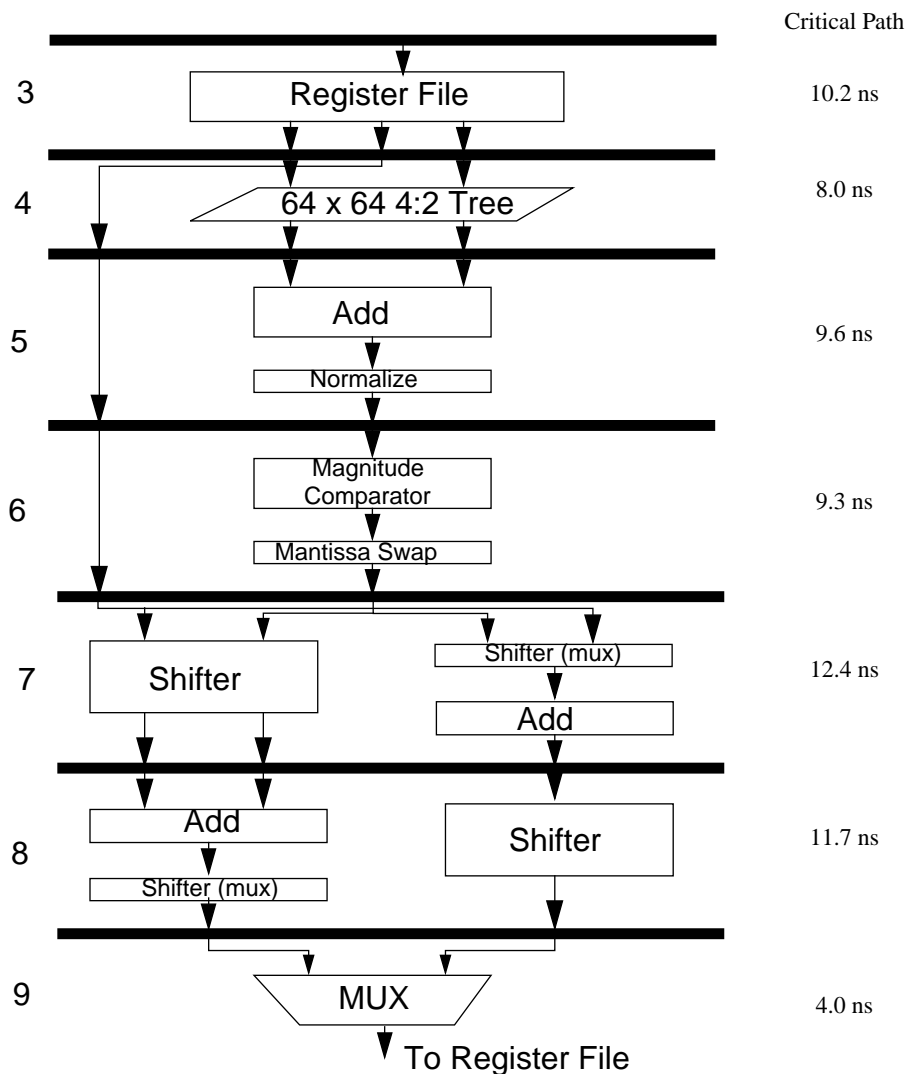 Critical Path
3
Register File
10.2 ns
4
64 x 64 4:2 Tree
8.0 ns
5
Add
9.6 ns
Normalize
6
Magnitude
Comparator
9.3 ns
Mantissa Swap
7
Shifter
Shifter (mux)
12.4 ns
Add
8
Add
Shifter
11.7 ns
Shifter (mux)
9
MUX
4.0 ns
To Register File